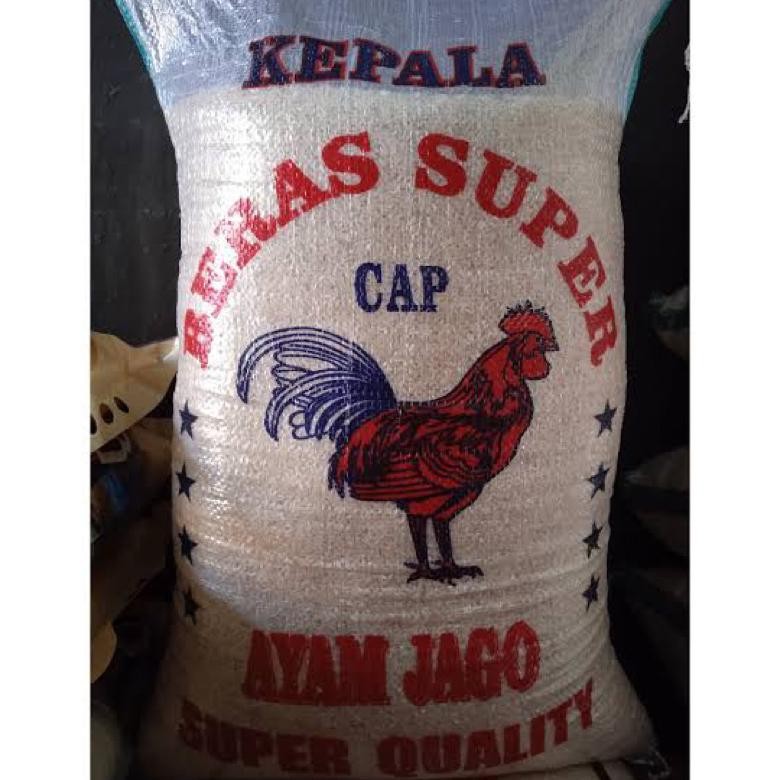 KEPALA
BERAS SUPER
CAP
AYAM JAGO
SUPER QUALITY